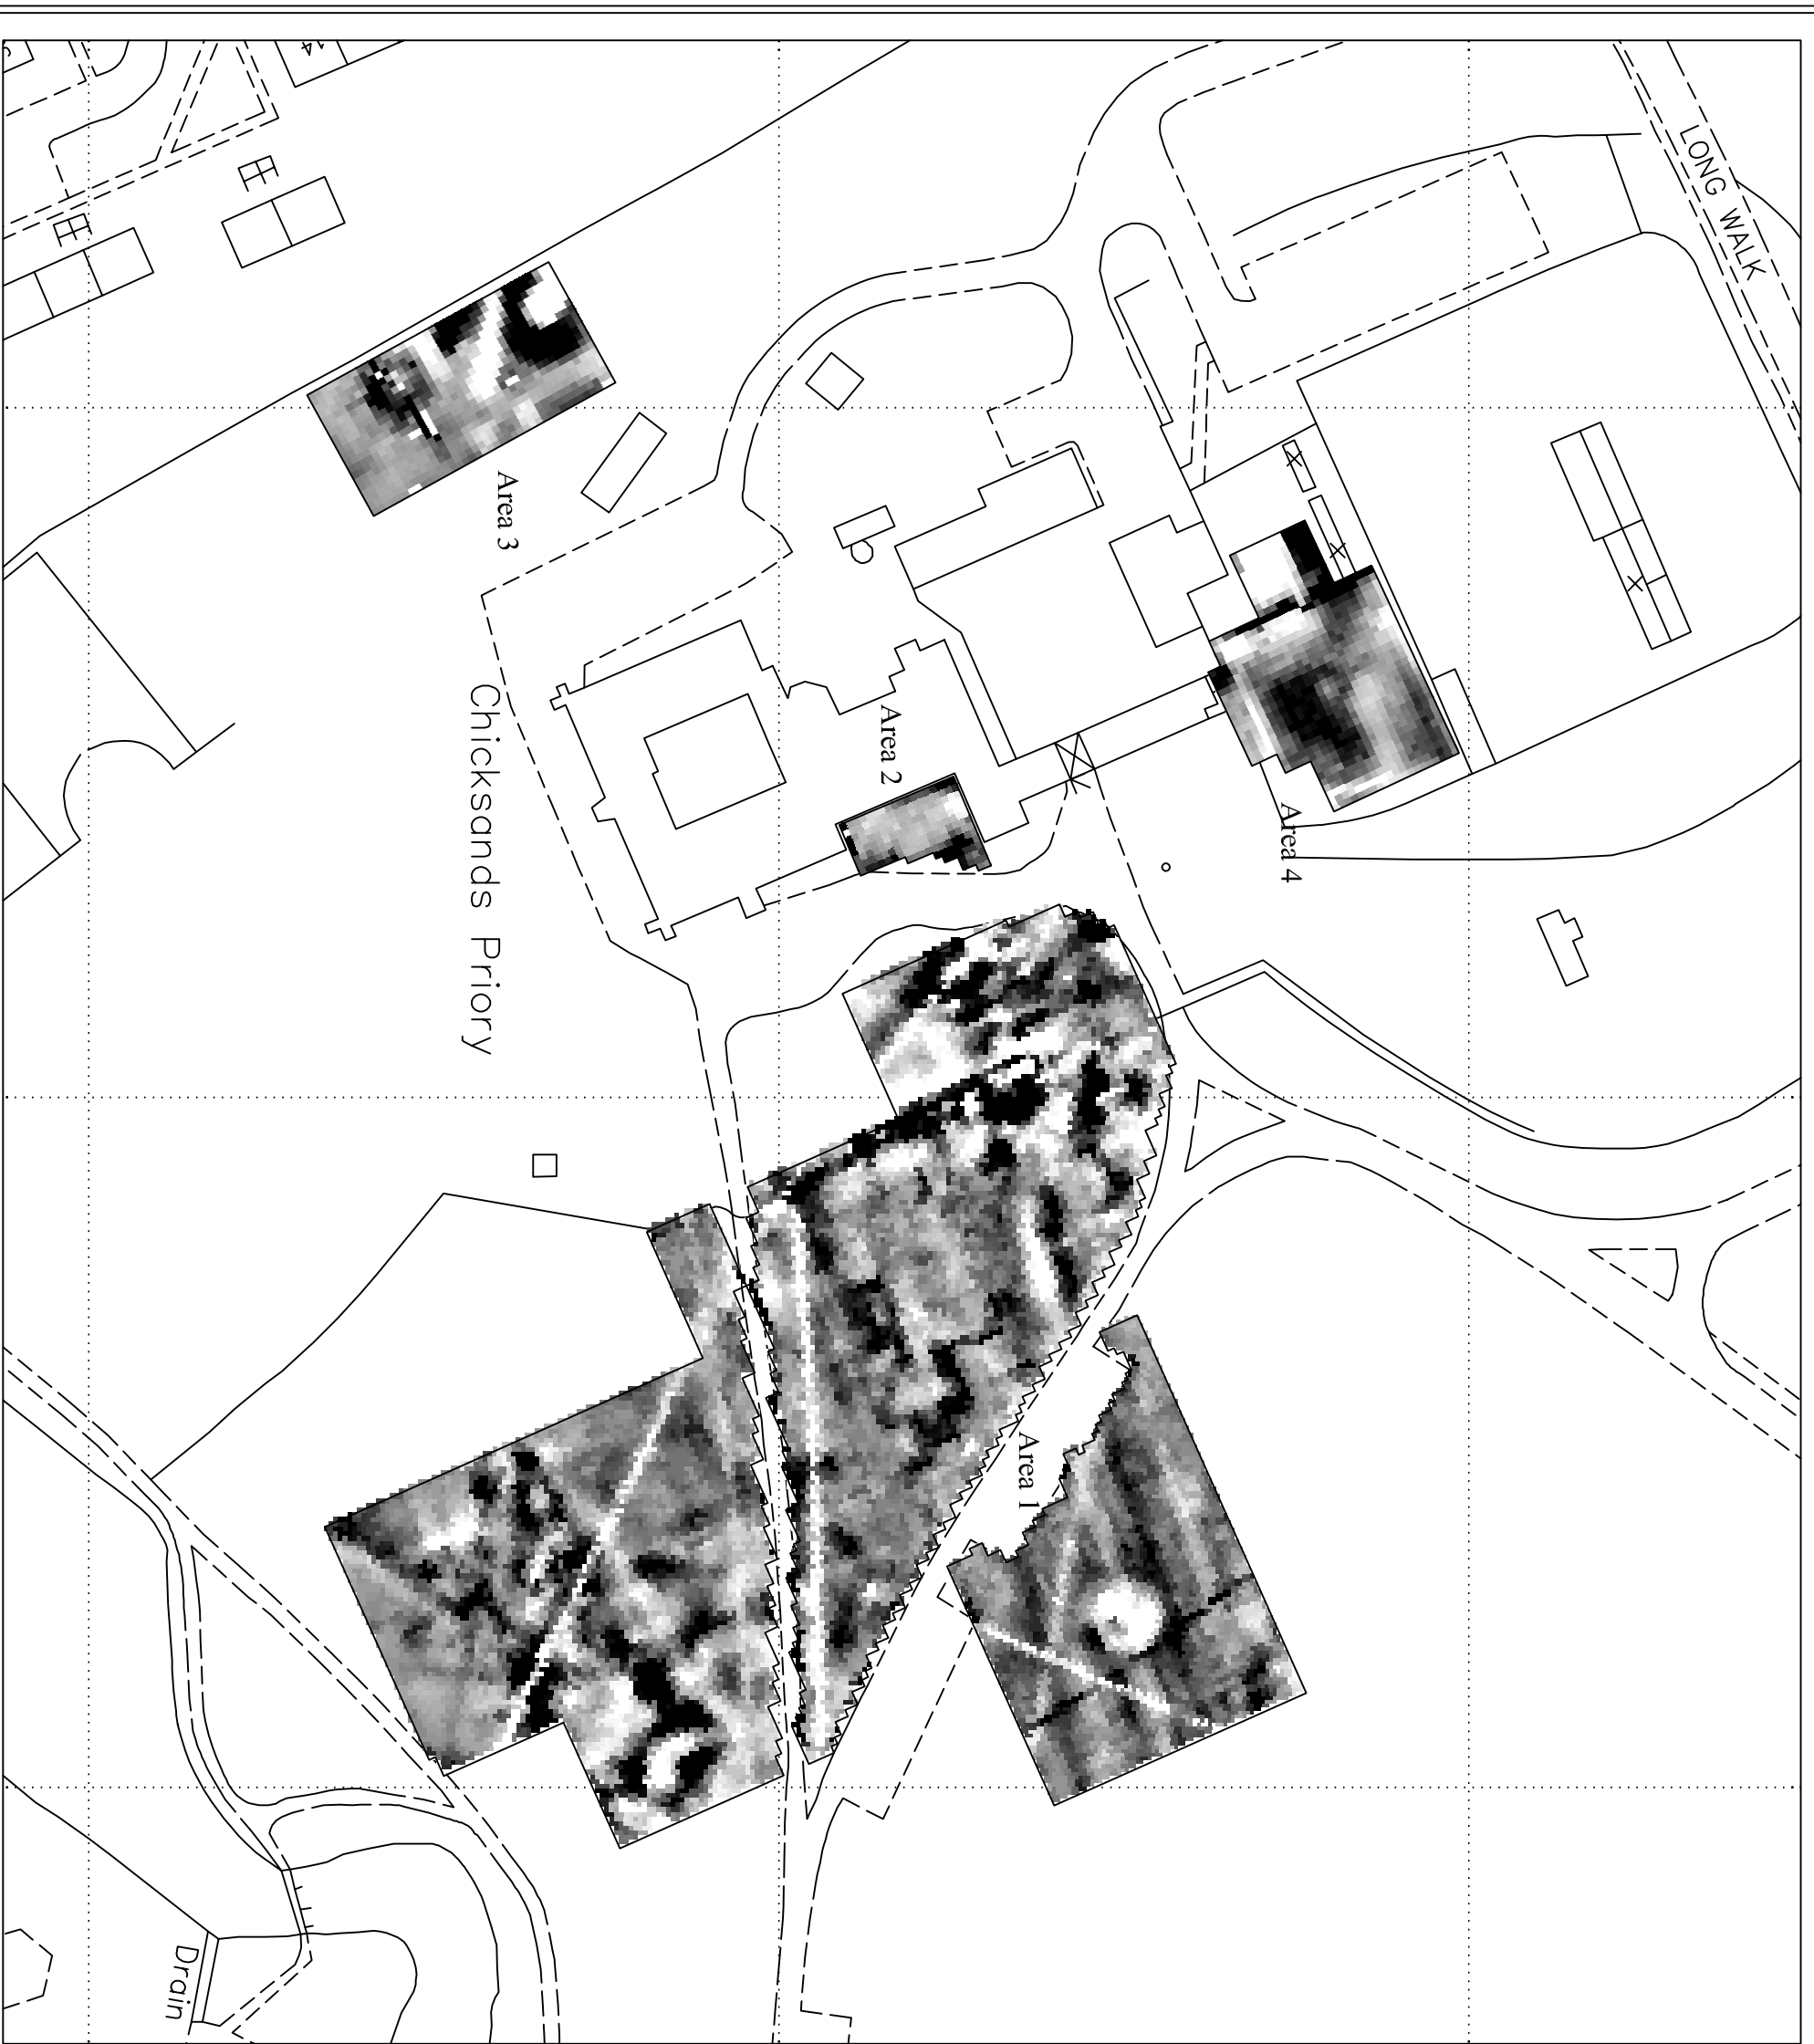 LONG WALK
Area 3
Area 2
Area 4
Chicksands Priory
Area 1
Drain